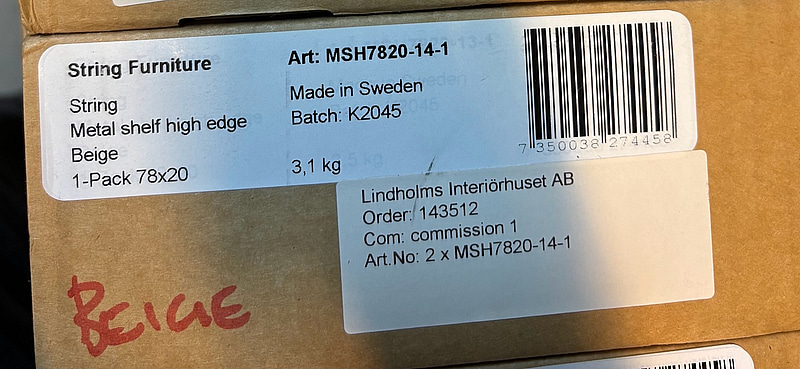 String Furniture
String
Metal shelf high edge
Beige
1-Pack 78x20
Art: MSH7820-14-1
Made in Sweden
Batch: K2045
3,1 kg
7 350038 274458
Lindholms Interiörhuset AB
Order: 143512
Com: commission 1
Art.No: 2 x MSH7820-14-1
BEIGE